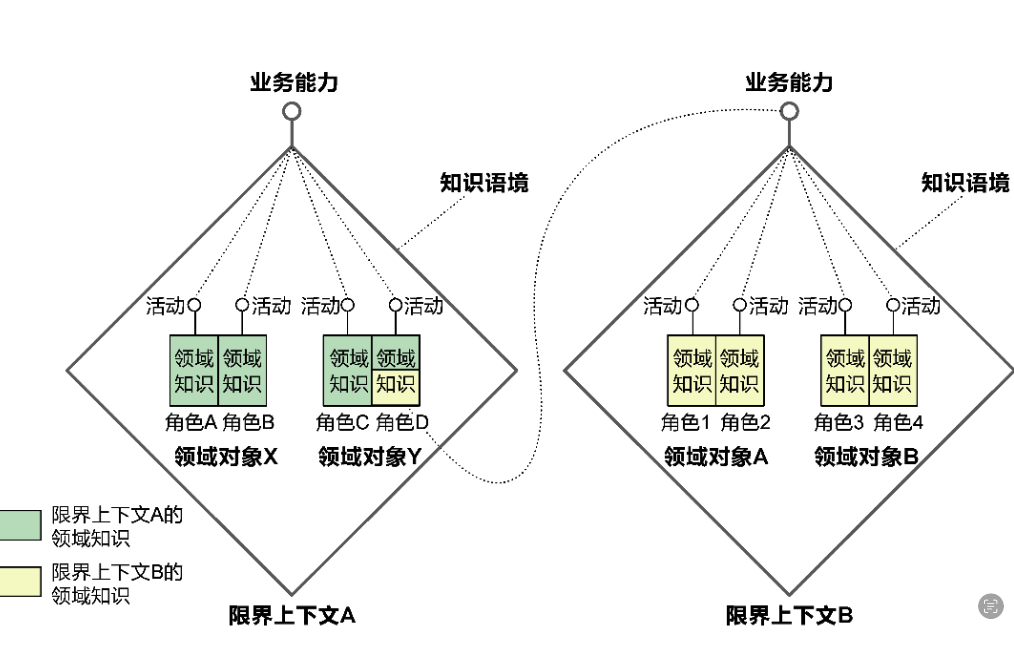 业务能力
业务能力
知识语境
知识语境
活动 活动 活动 活动
活动 活动 活动 活动
领域 领域 领域 领域
知识 知识 知识 知识
领域 领域 领域 领域
知识 知识 知识 知识
角色A 角色B 角色C 角色D
角色1 角色2 角色3 角色4
领域对象X 领域对象Y
领域对象A 领域对象B
限界上下文A的
领域知识
限界上下文B的
领域知识
限界上下文A
限界上下文B